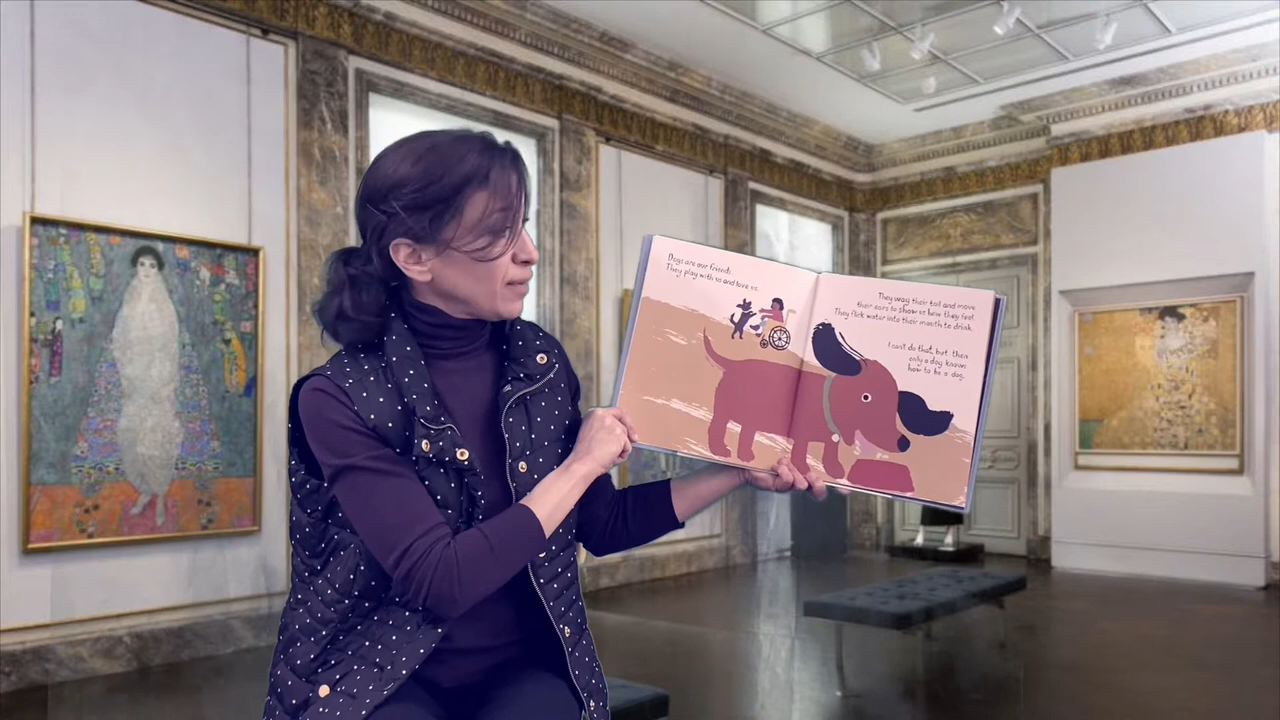 Dogs are our friends.
They play with us and love us.
They wag their tail and move
their ears to show us how they feel.
They flick water into their mouth to drink.
I can't do that, but then
only a dog knows
how to be a dog.